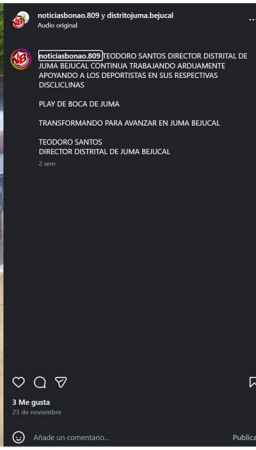 noticiasbonao.809 y distritojuma.bejucal
Audio original
noticiasbonao.809 TEODORO SANTOS DIRECTOR DISTRITAL DE
JUMA BEJUCAL CONTINUA TRABAJANDO ARDUAMENTE
APOYANDO A LOS DEPORTISTAS EN SUS RESPECTIVAS
DISCLICLINAS
PLAY DE BOCA DE JUMA
TRANSFORMANDO PARA AVANZAR EN JUMA BEJUCAL
TEODORO SANTOS
DIRECTOR DISTRITAL DE JUMA BEJUCAL
2 sem
3 Me gusta
23 de noviembre
Añade un comentario...
Publica